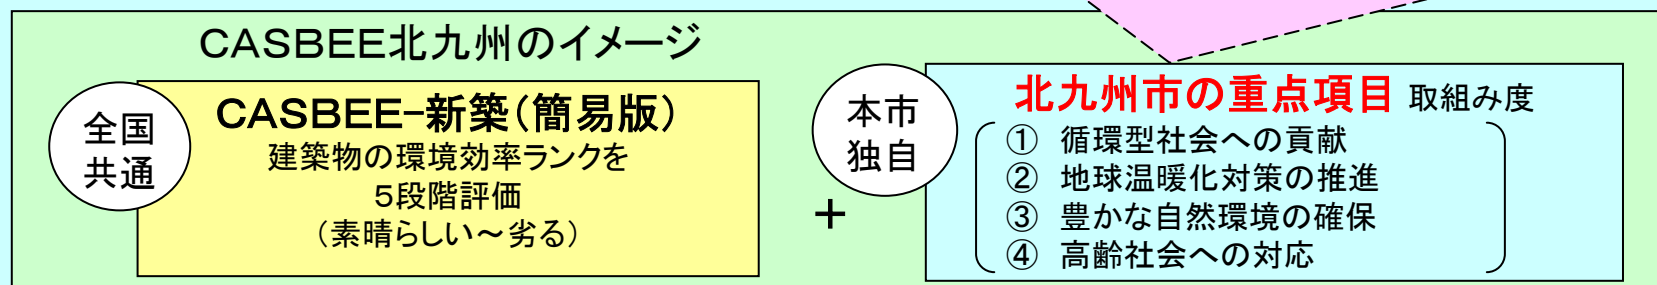 CASBEE北九州のイメージ
全国
共通
CASBEE-新築(簡易版)
建築物の環境効率ランクを
5段階評価
(素晴らしい～劣る)
+
本市
独自
北九州市の重点項目 取組み度
① 循環型社会への貢献
② 地球温暖化対策の推進
③ 豊かな自然環境の確保
④ 高齢社会への対応